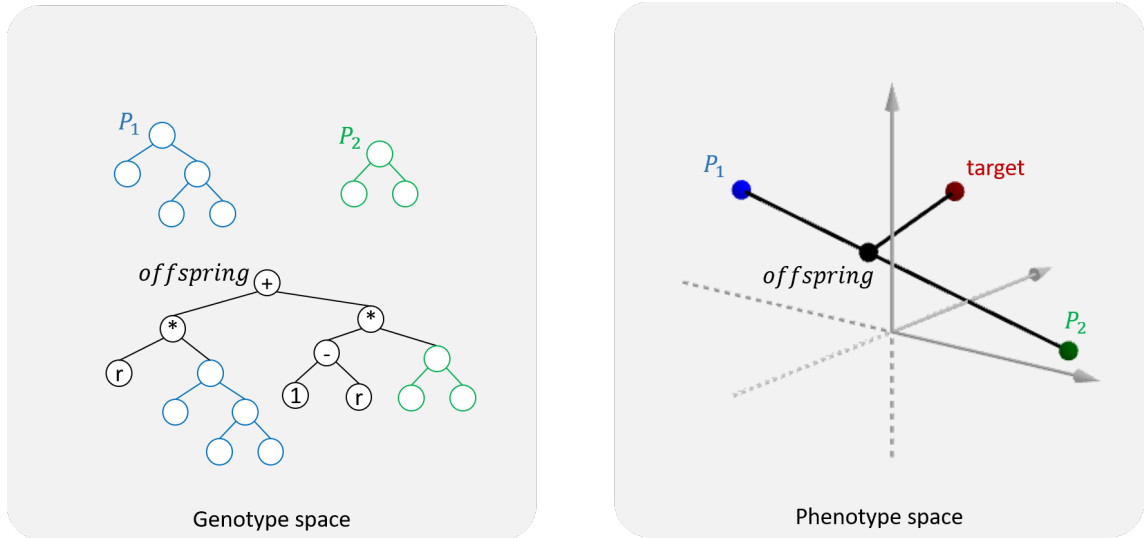 P₁
P₂
offspring
+
*
*
r
-
1
r
Genotype space
P₁
target
offspring
P₂
Phenotype space